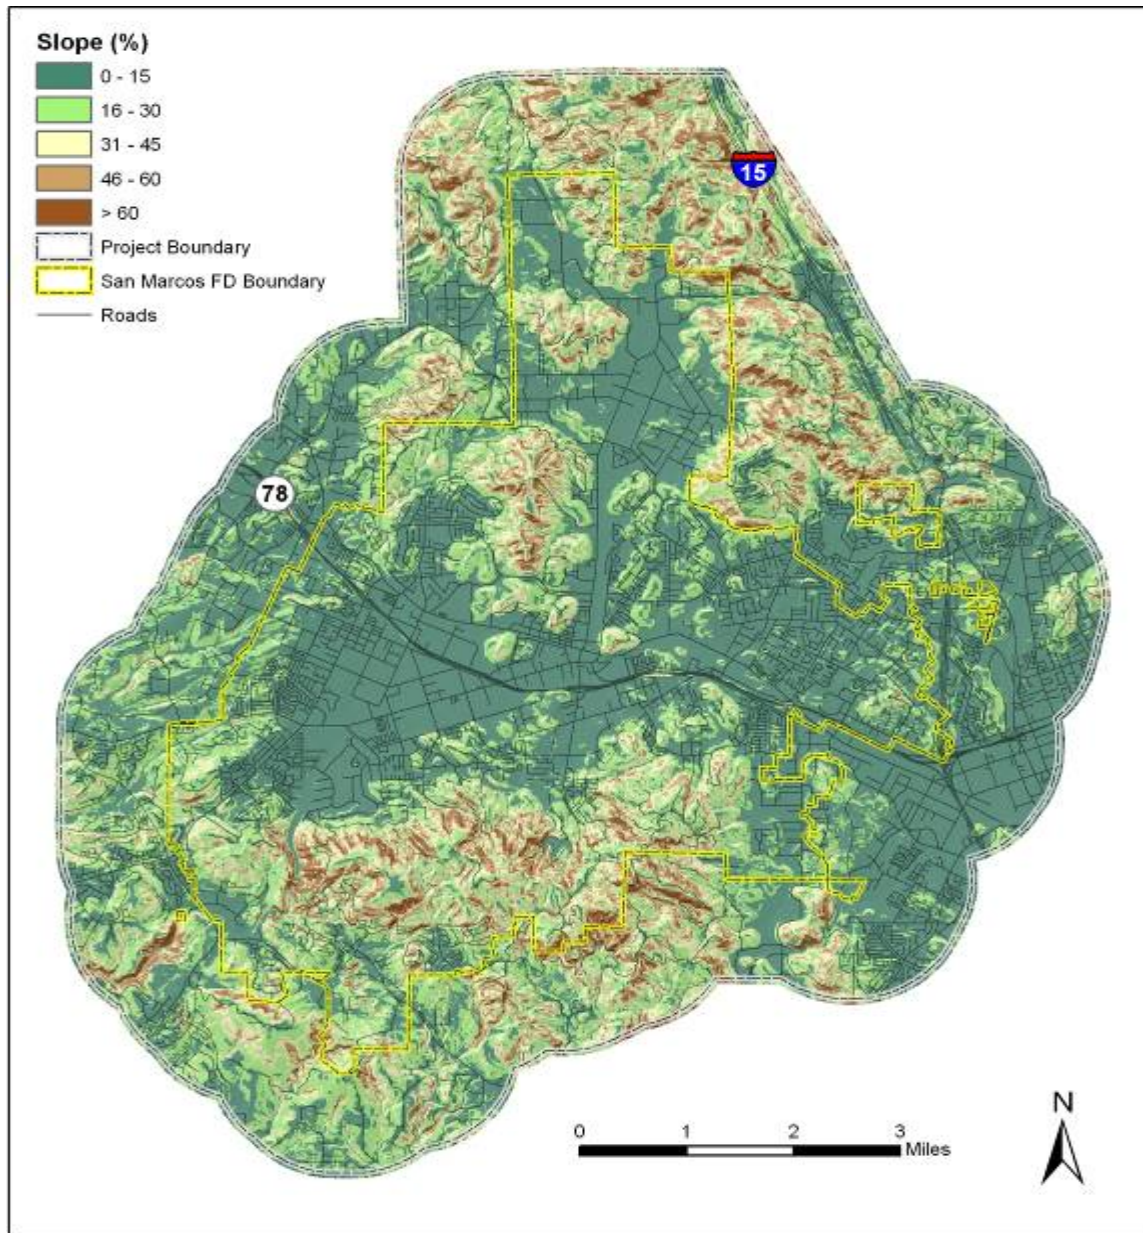 Slope (%)
0 - 15
16 - 30
31 - 45
46 - 60
> 60
Project Boundary
San Marcos FD Boundary
Roads
15
78
N
0 1 2 3
Miles